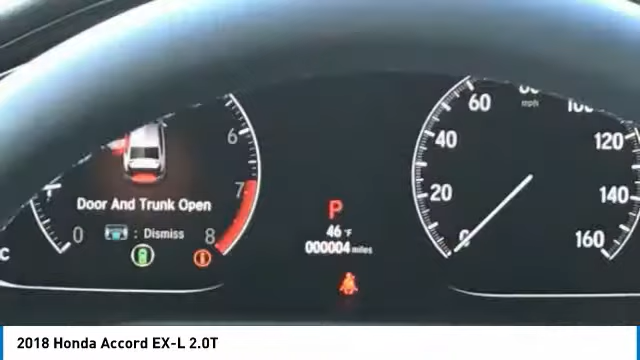 60
mph
100
6
40
120
7
20
140
Door And Trunk Open
P
0
: Dismiss
8
46°F
0
160
C
000004 miles
2018 Honda Accord EX-L 2.0T